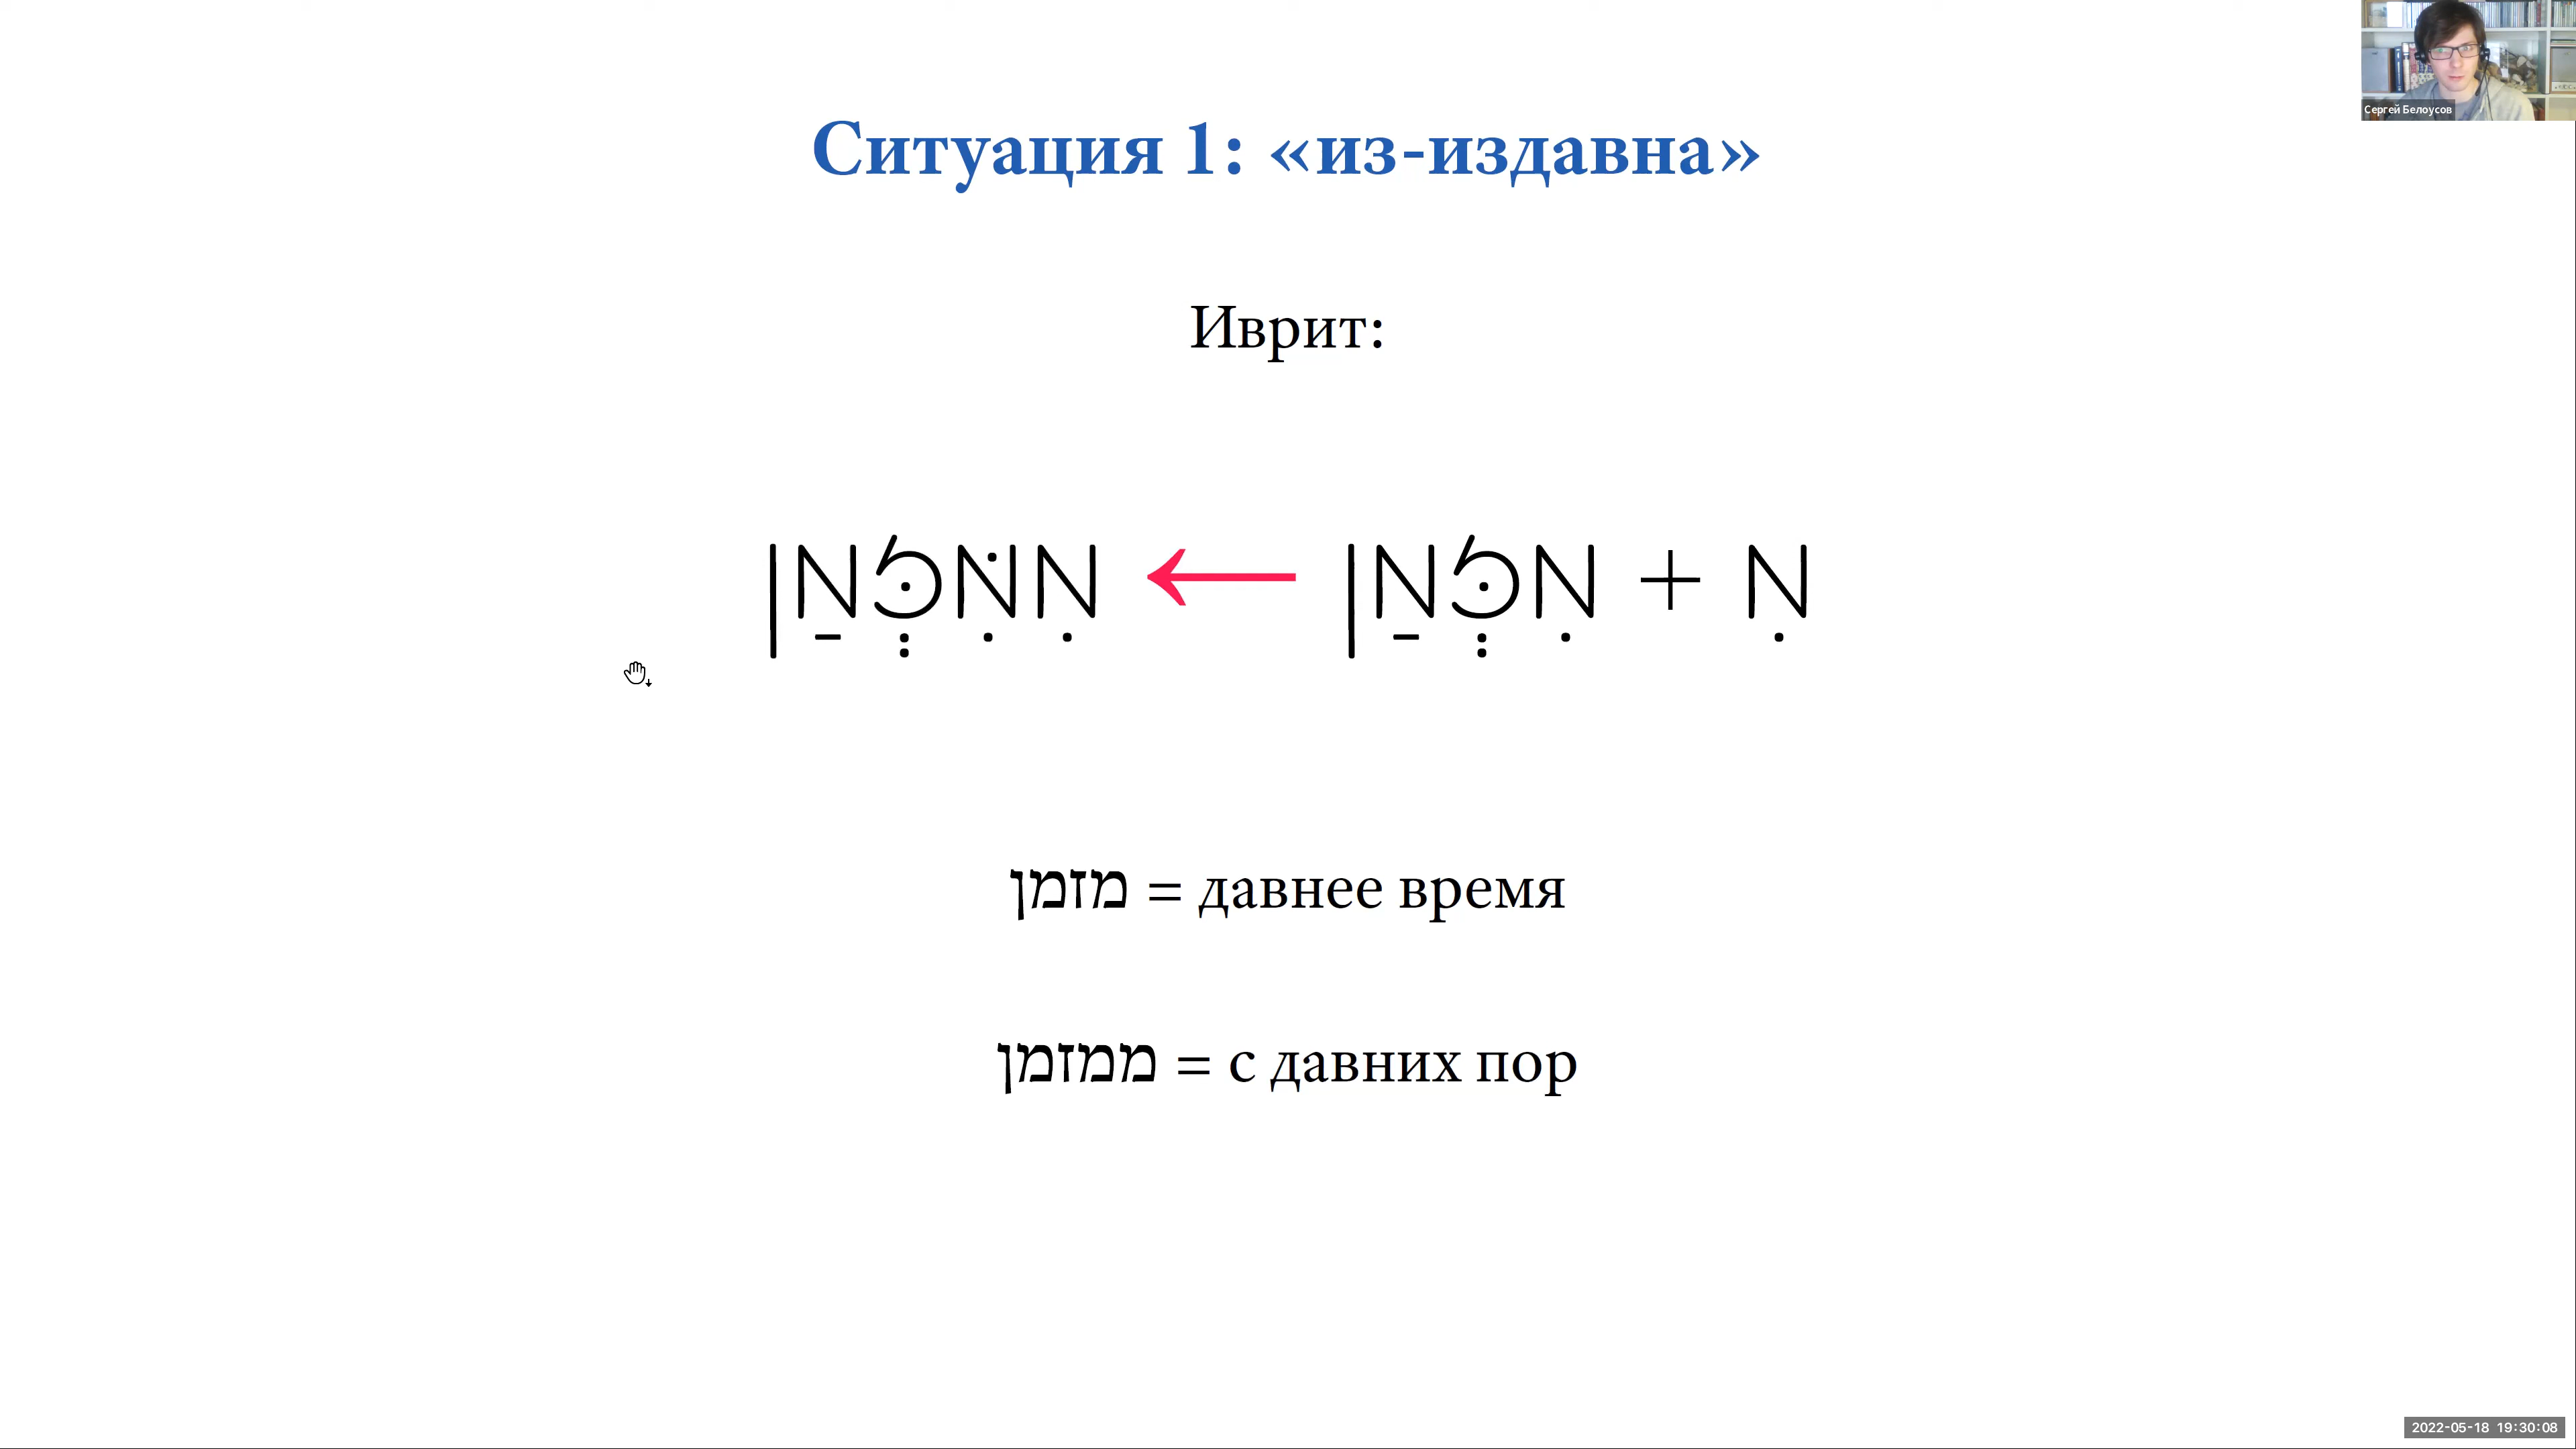 Сергей Белоусов
Ситуация 1: «из-издавна»
Иврит:
מִ + מִזְּמַן ← מִמִּזְּמַן
מזמן = давнее время
ממזמן = с давних пор
2022-05-18 19:30:08